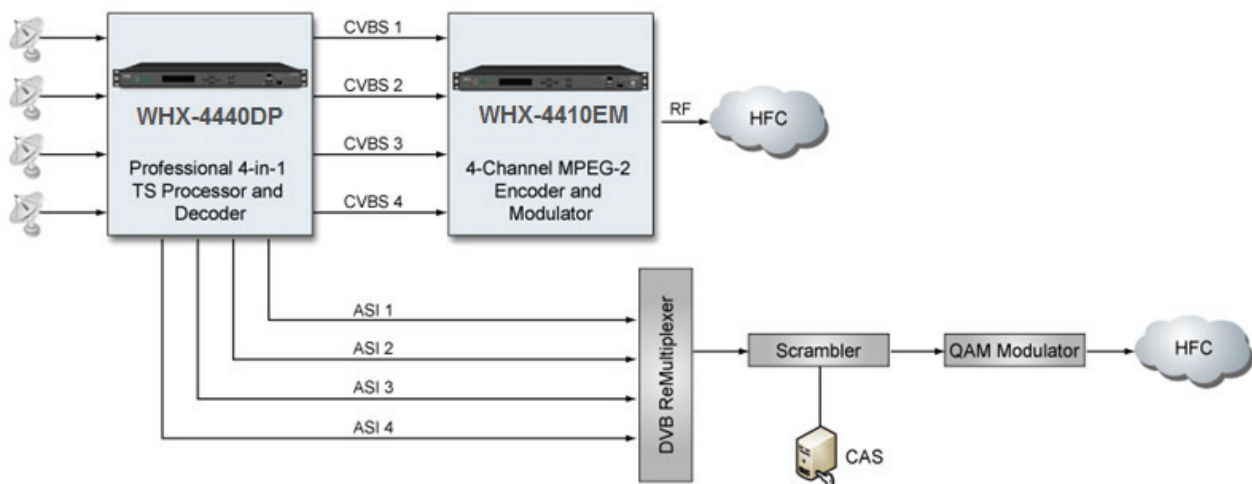 CVBS 1
CVBS 2
CVBS 3
CVBS 4
WHX-4440DP
Professional 4-in-1
TS Processor and
Decoder
WHX-4410EM
4-Channel MPEG-2
Encoder and
Modulator
RF
HFC
ASI 1
ASI 2
ASI 3
ASI 4
DVB ReMultiplexer
Scrambler
QAM Modulator
HFC
CAS